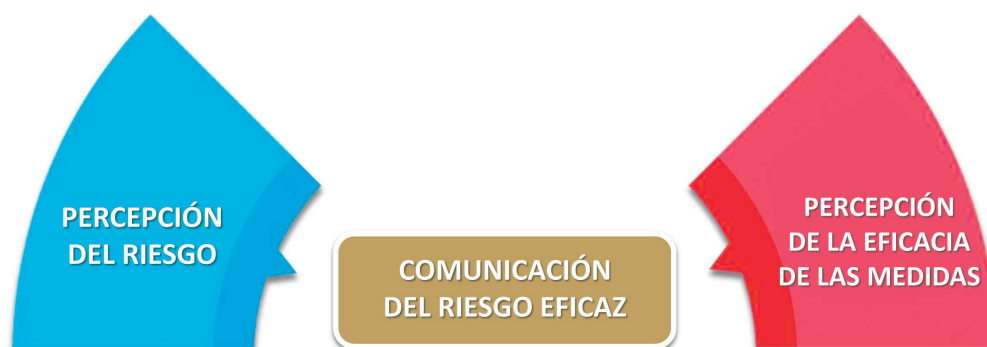 PERCEPCIÓN
DEL RIESGO
COMUNICACIÓN
DEL RIESGO EFICAZ
PERCEPCIÓN
DE LA EFICACIA
DE LAS MEDIDAS